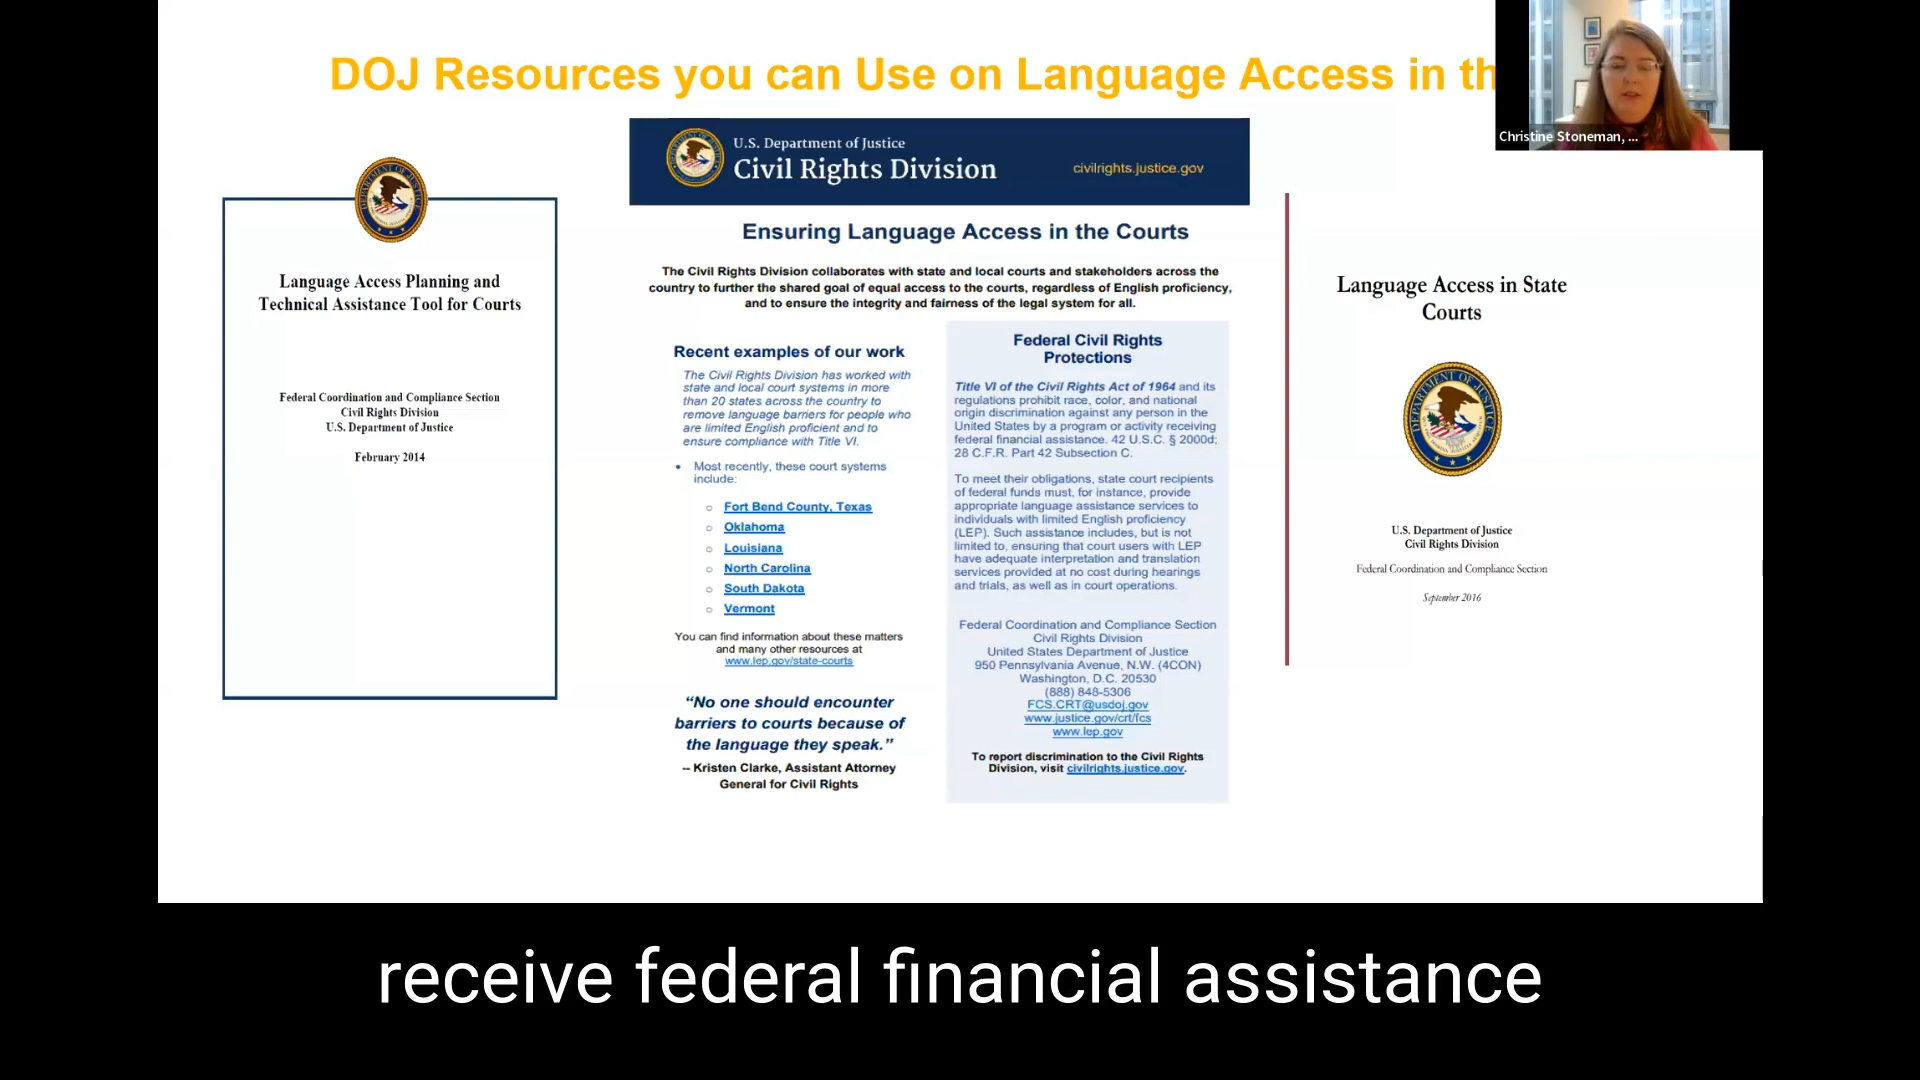 DOJ Resources you can Use on Language Access in th
Christine Stoneman, ...
Language Access Planning and
Technical Assistance Tool for Courts
Federal Coordination and Compliance Section
Civil Rights Division
U.S. Department of Justice
February 2014
U.S. Department of Justice
Civil Rights Division
civilrights.justice.gov
Ensuring Language Access in the Courts
The Civil Rights Division collaborates with state and local courts and stakeholders across the
country to further the shared goal of equal access to the courts, regardless of English proficiency,
and to ensure the integrity and fairness of the legal system for all.
Recent examples of our work
The Civil Rights Division has worked with
state and local court systems in more
than 20 states across the country to
remove language barriers for people who
are limited English proficient and to
ensure compliance with Title VI.
• Most recently, these court systems
include:
○ Fort Bend County, Texas
○ Oklahoma
○ Louisiana
○ North Carolina
○ South Dakota
○ Vermont
You can find information about these matters
and many other resources at
www.lep.gov/state-courts
“No one should encounter
barriers to courts because of
the language they speak.”
-- Kristen Clarke, Assistant Attorney
General for Civil Rights
Federal Civil Rights
Protections
Title VI of the Civil Rights Act of 1964 and its
regulations prohibit race, color, and national
origin discrimination against any person in the
United States by a program or activity receiving
federal financial assistance. 42 U.S.C. § 2000d;
28 C.F.R. Part 42 Subsection C.
To meet their obligations, state court recipients
of federal funds must, for instance, provide
appropriate language assistance services to
individuals with limited English proficiency
(LEP). Such assistance includes, but is not
limited to, ensuring that court users with LEP
have adequate interpretation and translation
services provided at no cost during hearings
and trials, as well as in court operations.
Federal Coordination and Compliance Section
Civil Rights Division
United States Department of Justice
950 Pennsylvania Avenue, N.W. (4CON)
Washington, D.C. 20530
(888) 848-5306
FCS.CRT@usdoj.gov
www.justice.gov/crt/fcs
www.lep.gov
To report discrimination to the Civil Rights
Division, visit civilrights.justice.gov.
Language Access in State
Courts
U.S. Department of Justice
Civil Rights Division
Federal Coordination and Compliance Section
September 2016
receive federal financial assistance